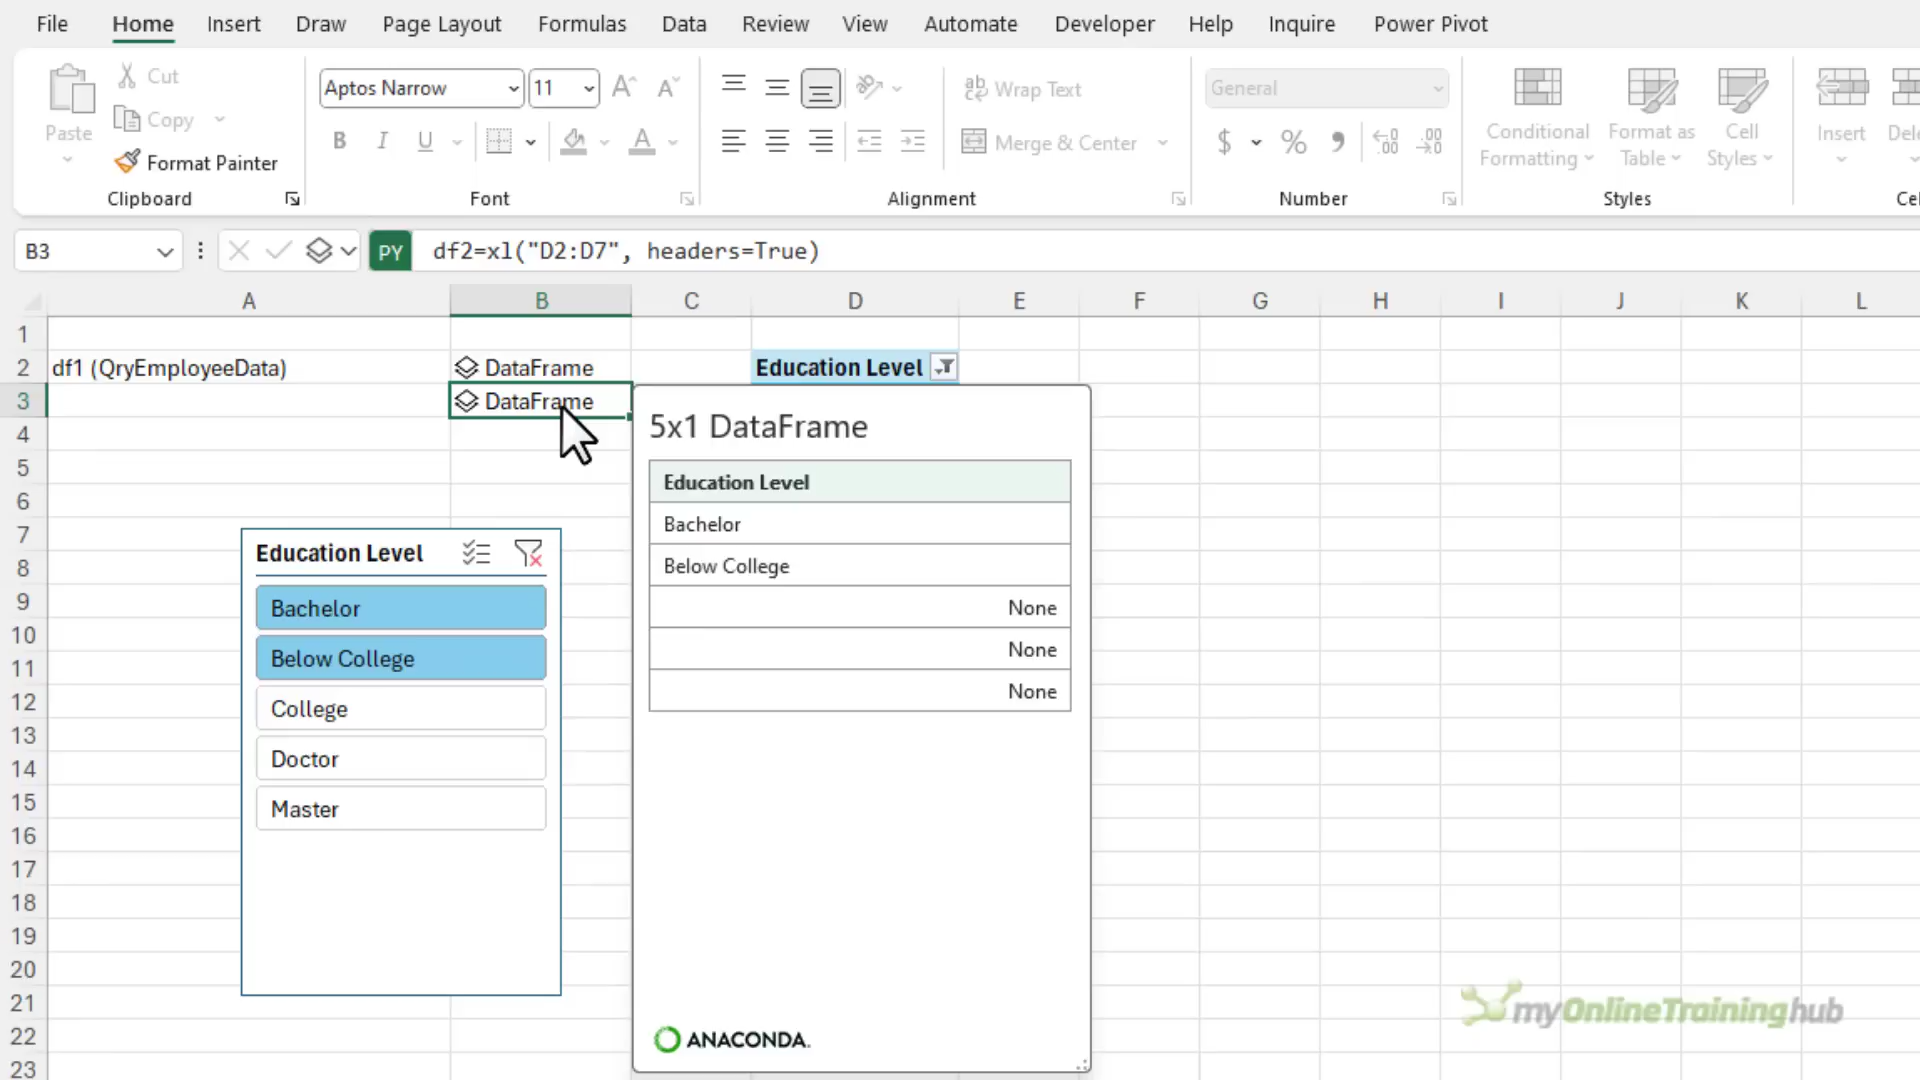 File Home Insert Draw Page Layout Formulas Data Review View Automate Developer Help Inquire Power Pivot
Paste
Cut
Copy
Format Painter
Clipboard
Aptos Narrow 11
B I U
Font
Wrap Text
Merge & Center
Alignment
General
$ %
Number
Conditional Formatting
Format as Table
Cell Styles
Styles
Insert
B3
PY
df2=xl("D2:D7", headers=True)
A B C D E F G H I J K L
1
2 df1 (QryEmployeeData) DataFrame Education Level
3 DataFrame
4
5
6
7
8
9
10
11
12
13
14
15
16
17
18
19
20
21
22
23
Education Level
Bachelor
Below College
College
Doctor
Master
5x1 DataFrame
Education Level
Bachelor
Below College
None
None
None
ANACONDA.
myOnlineTraininghub